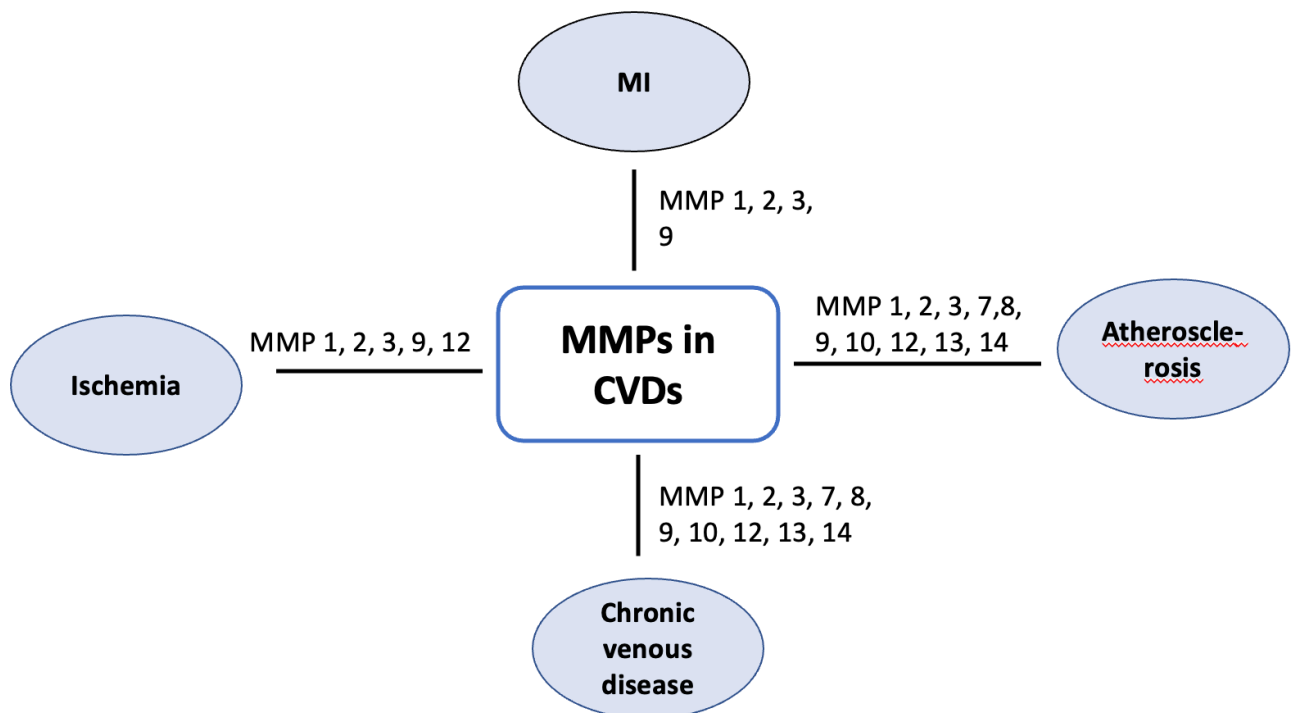 MI
MMP 1, 2, 3,
9
MMP 1, 2, 3, 7,8,
9, 10, 12, 13, 14
Atheroscle-
rosis
MMPs in
CVDs
MMP 1, 2, 3, 9, 12
Ischemia
MMP 1, 2, 3, 7, 8,
9, 10, 12, 13, 14
Chronic
venous
disease